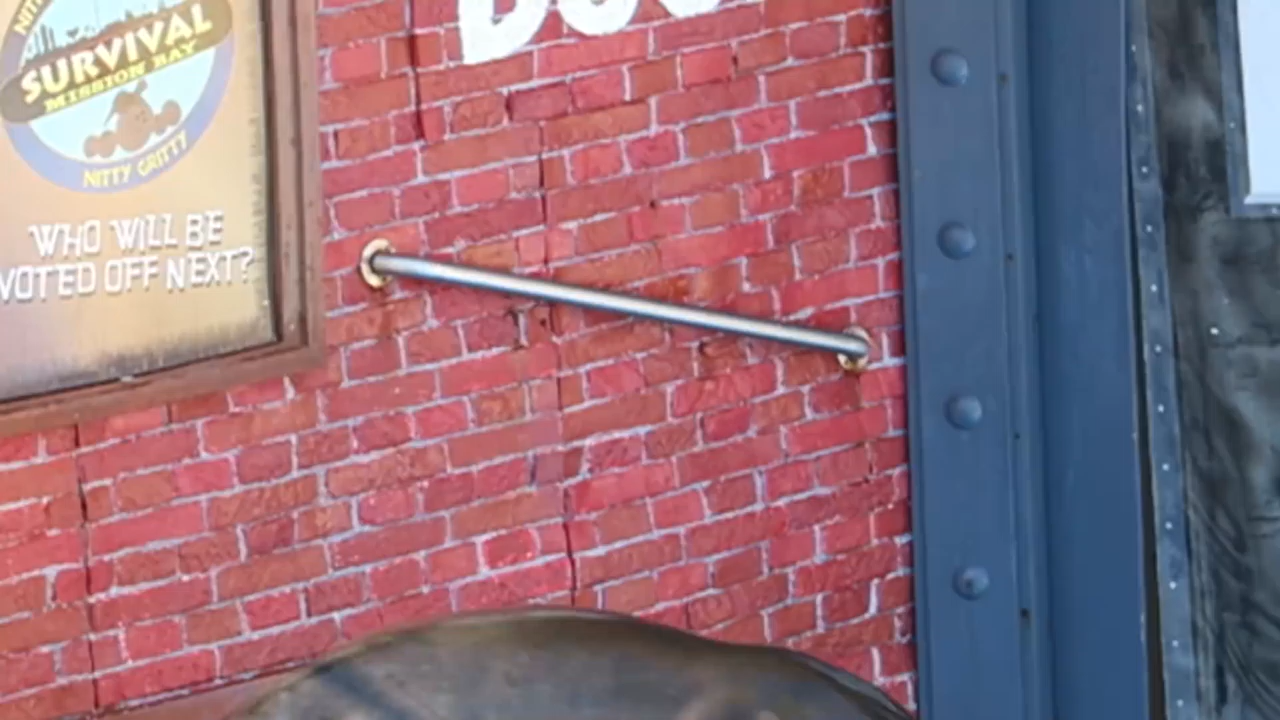 SURVIVAL
MISSION BAY
NITTY GRITTY
WHO WILL BE
VOTED OFF NEXT?